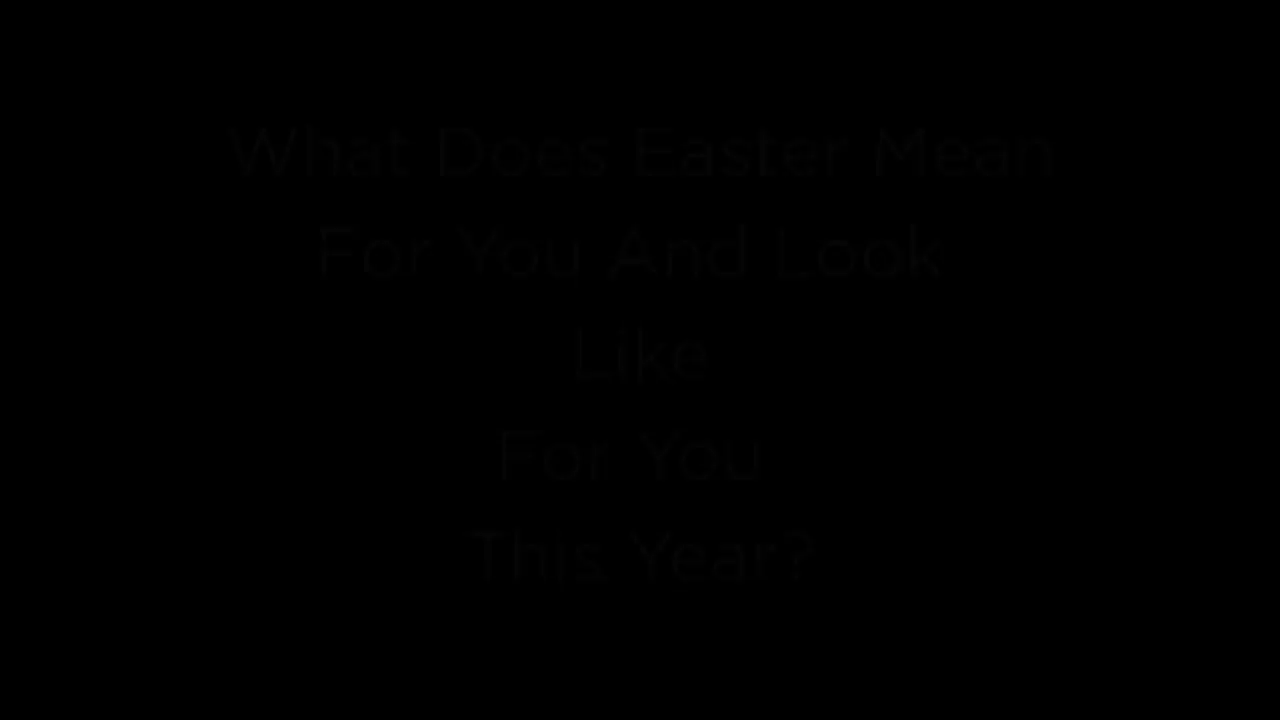 What Does Easter Mean
For You And Look
Like
For You
This Year?